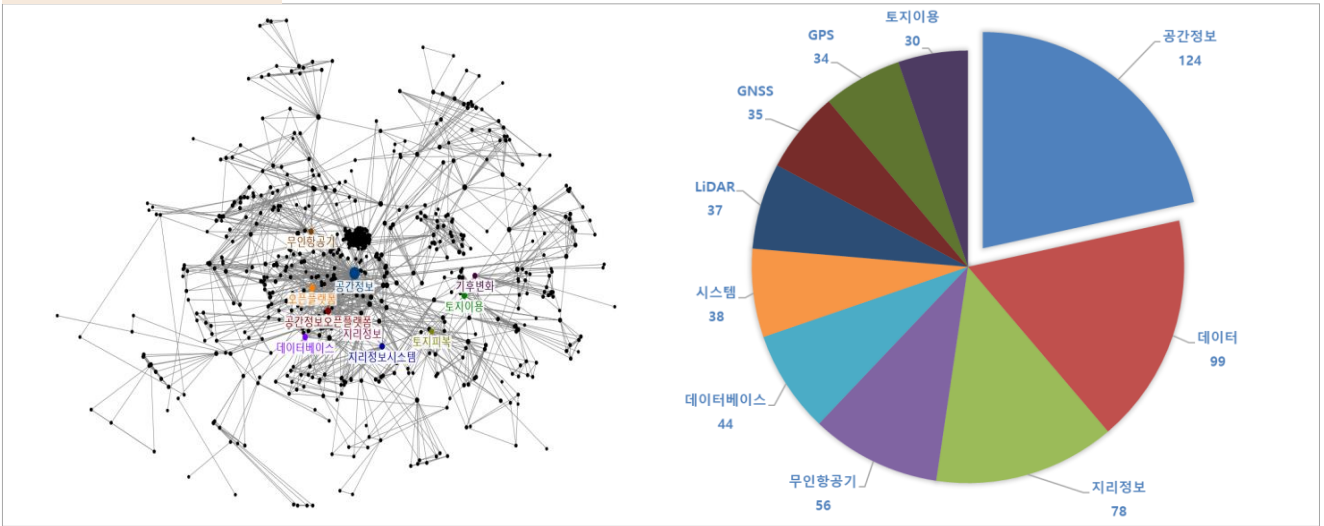 무인항공기
공간정보
오픈플랫폼
기후변화
토지이용
공간정보오픈플랫폼
지리정보
토지피복
데이터베이스
지리정보시스템
토지이용
30
GPS
34
GNSS
35
LiDAR
37
시스템
38
데이터베이스
44
무인항공기
56
지리정보
78
데이터
99
공간정보
124